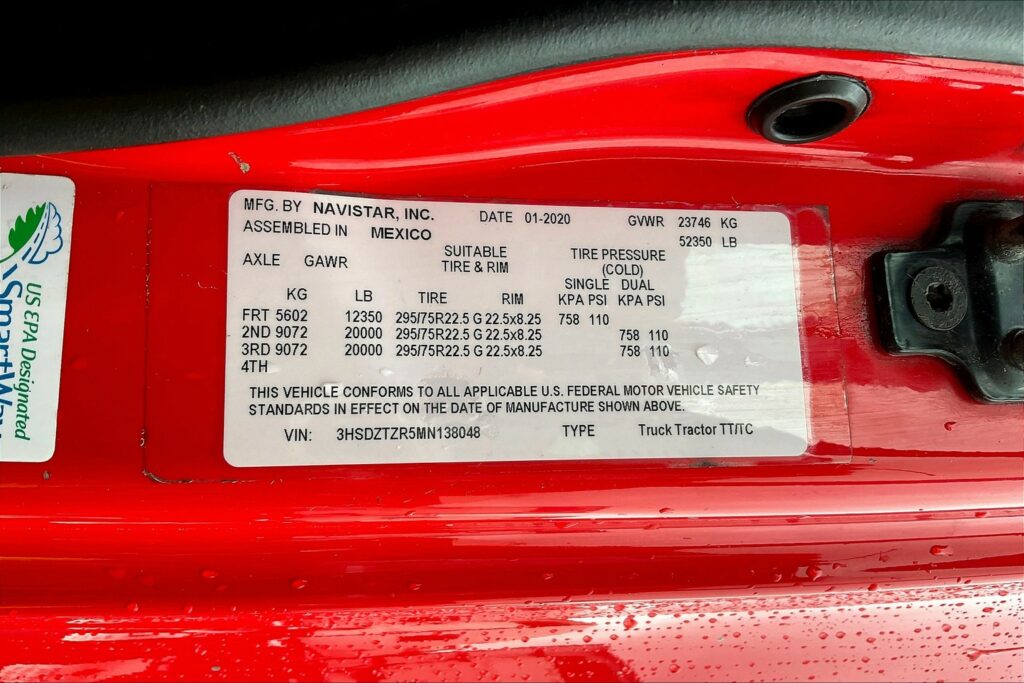 MFG. BY NAVISTAR, INC. DATE 01-2020 GVWR 23746 KG
ASSEMBLED IN MEXICO 52350 LB
AXLE GAWR SUITABLE TIRE & RIM TIRE PRESSURE (COLD)
SINGLE DUAL
KG LB TIRE RIM KPA PSI KPA PSI
FRT 5602 12350 295/75R22.5 G 22.5x8.25 758 110
2ND 9072 20000 295/75R22.5 G 22.5x8.25 758 110
3RD 9072 20000 295/75R22.5 G 22.5x8.25 758 110
4TH
THIS VEHICLE CONFORMS TO ALL APPLICABLE U.S. FEDERAL MOTOR VEHICLE SAFETY
STANDARDS IN EFFECT ON THE DATE OF MANUFACTURE SHOWN ABOVE.
VIN: 3HSDZTZR5MN138048 TYPE Truck Tractor TT/TC
US EPA Designated